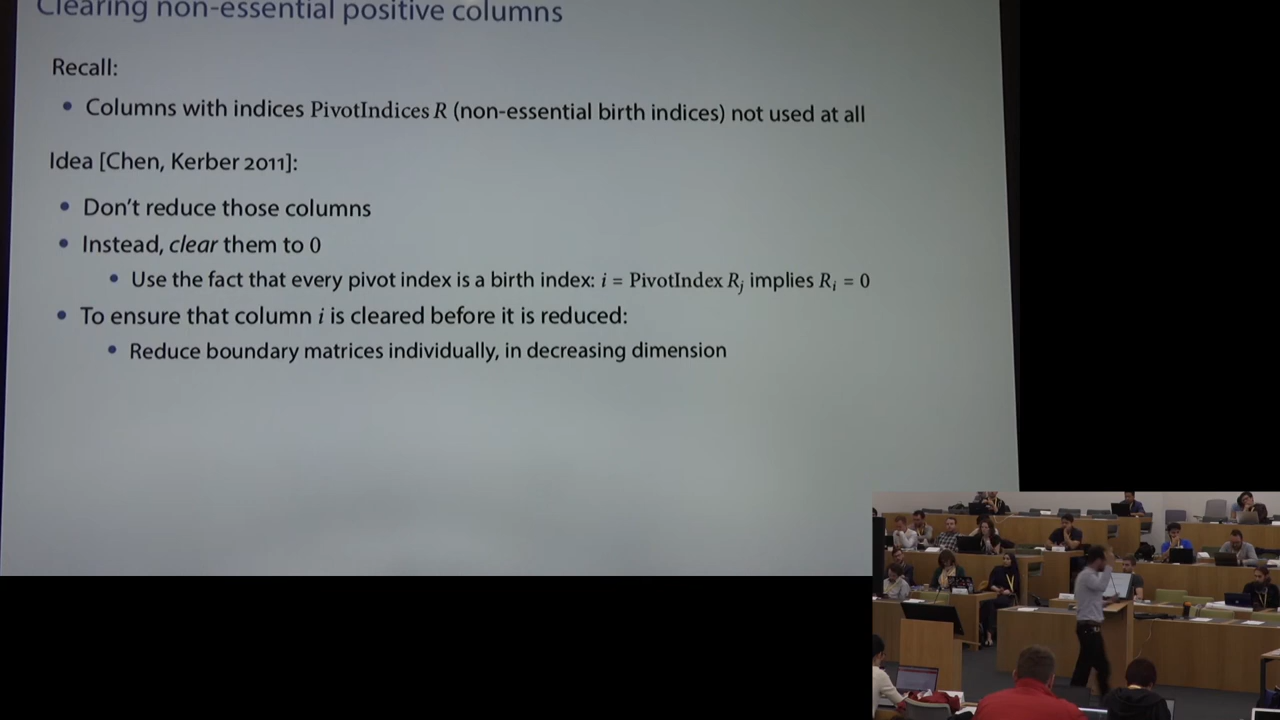 Clearing non-essential positive columns
Recall:
• Columns with indices PivotIndices R (non-essential birth indices) not used at all
Idea [Chen, Kerber 2011]:
• Don't reduce those columns
• Instead, clear them to 0
• Use the fact that every pivot index is a birth index: i = PivotIndex Rⱼ implies Rᵢ = 0
• To ensure that column i is cleared before it is reduced:
• Reduce boundary matrices individually, in decreasing dimension